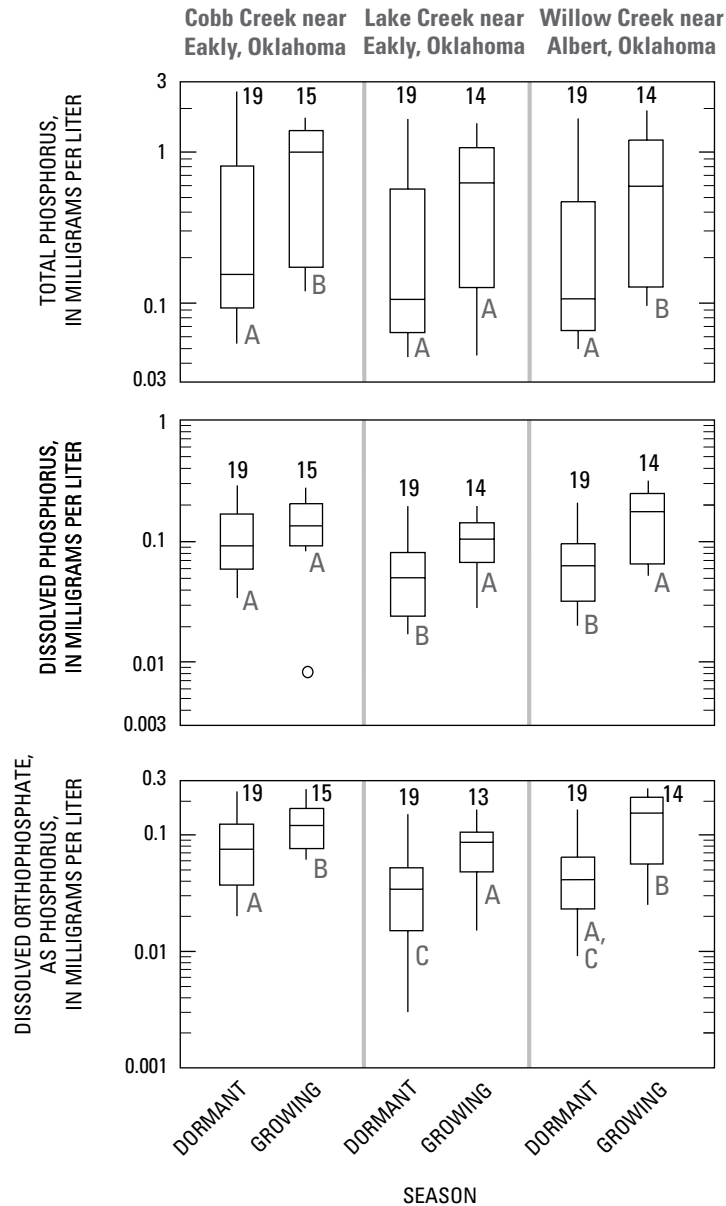 Cobb Creek near
Eakly, Oklahoma
Lake Creek near
Eakly, Oklahoma
Willow Creek near
Albert, Oklahoma
TOTAL PHOSPHORUS,
IN MILLIGRAMS PER LITER
3
1
0.1
0.03
19
15
19
14
19
14
A
B
A
A
A
B
DISSOLVED PHOSPHORUS,
IN MILLIGRAMS PER LITER
1
0.1
0.01
0.003
19
15
19
14
19
14
A
A
B
A
B
A
DISSOLVED ORTHOPHOSPHATE,
AS PHOSPHORUS,
IN MILLIGRAMS PER LITER
0.3
0.1
0.01
0.001
19
15
19
13
19
14
A
B
C
A
A,
C
B
DORMANT
GROWING
DORMANT
GROWING
DORMANT
GROWING
SEASON